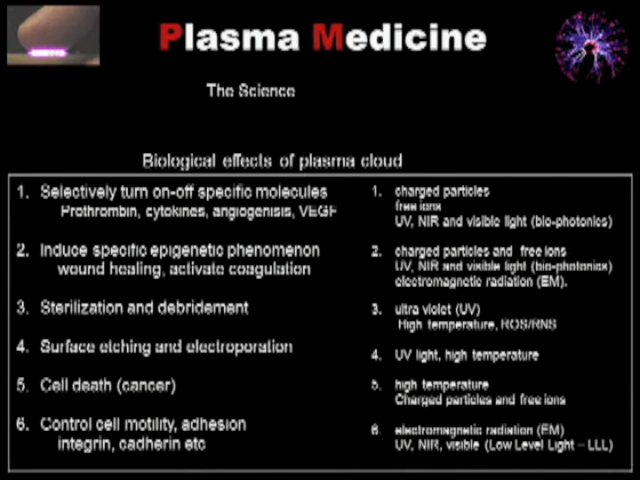 Plasma Medicine
The Science
Biological effects of plasma cloud
1. Selectively turn on-off specific molecules
Prothrombin, cytokines, angiogenisis, VEGF
2. Induce specific epigenetic phenomenon
wound healing, activate coagulation
3. Sterilization and debridement
4. Surface etching and electroporation
5. Cell death (cancer)
6. Control cell motility, adhesion
integrin, cadherin etc
1. charged particles
free ions
UV, NIR and visible light (bio-photonics)
2. charged particles and free ions
UV, NIR and visible light (bio-photonics)
electromagnetic radiation (EM).
3. ultra violet (UV)
High temperature, ROS/RNS
4. UV light, high temperature
5. high temperature
Charged particles and free ions
6. electromagnetic radiation (EM)
UV, NIR, visible (Low Level Light – LLL)